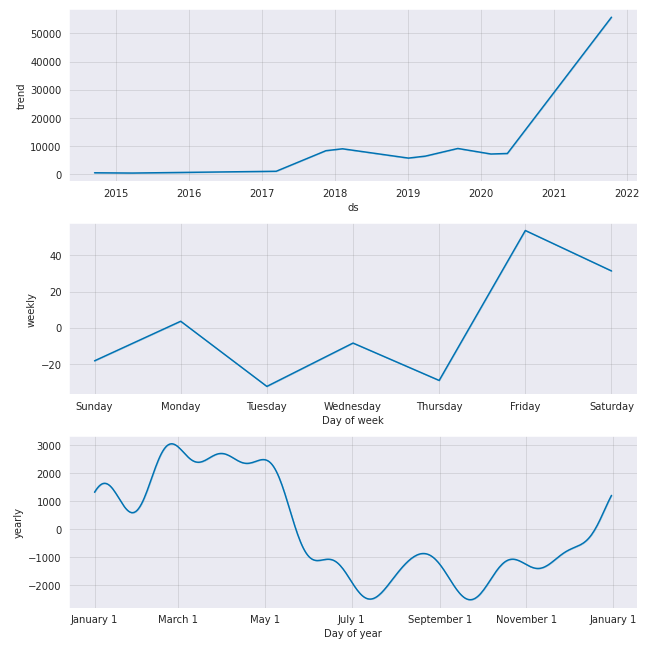 50000
40000
30000
20000
10000
0
trend
2015 2016 2017 2018 2019 2020 2021 2022
ds
40
20
0
−20
weekly
Sunday Monday Tuesday Wednesday Thursday Friday Saturday
Day of week
3000
2000
1000
0
−1000
−2000
yearly
January 1 March 1 May 1 July 1 September 1 November 1 January 1
Day of year